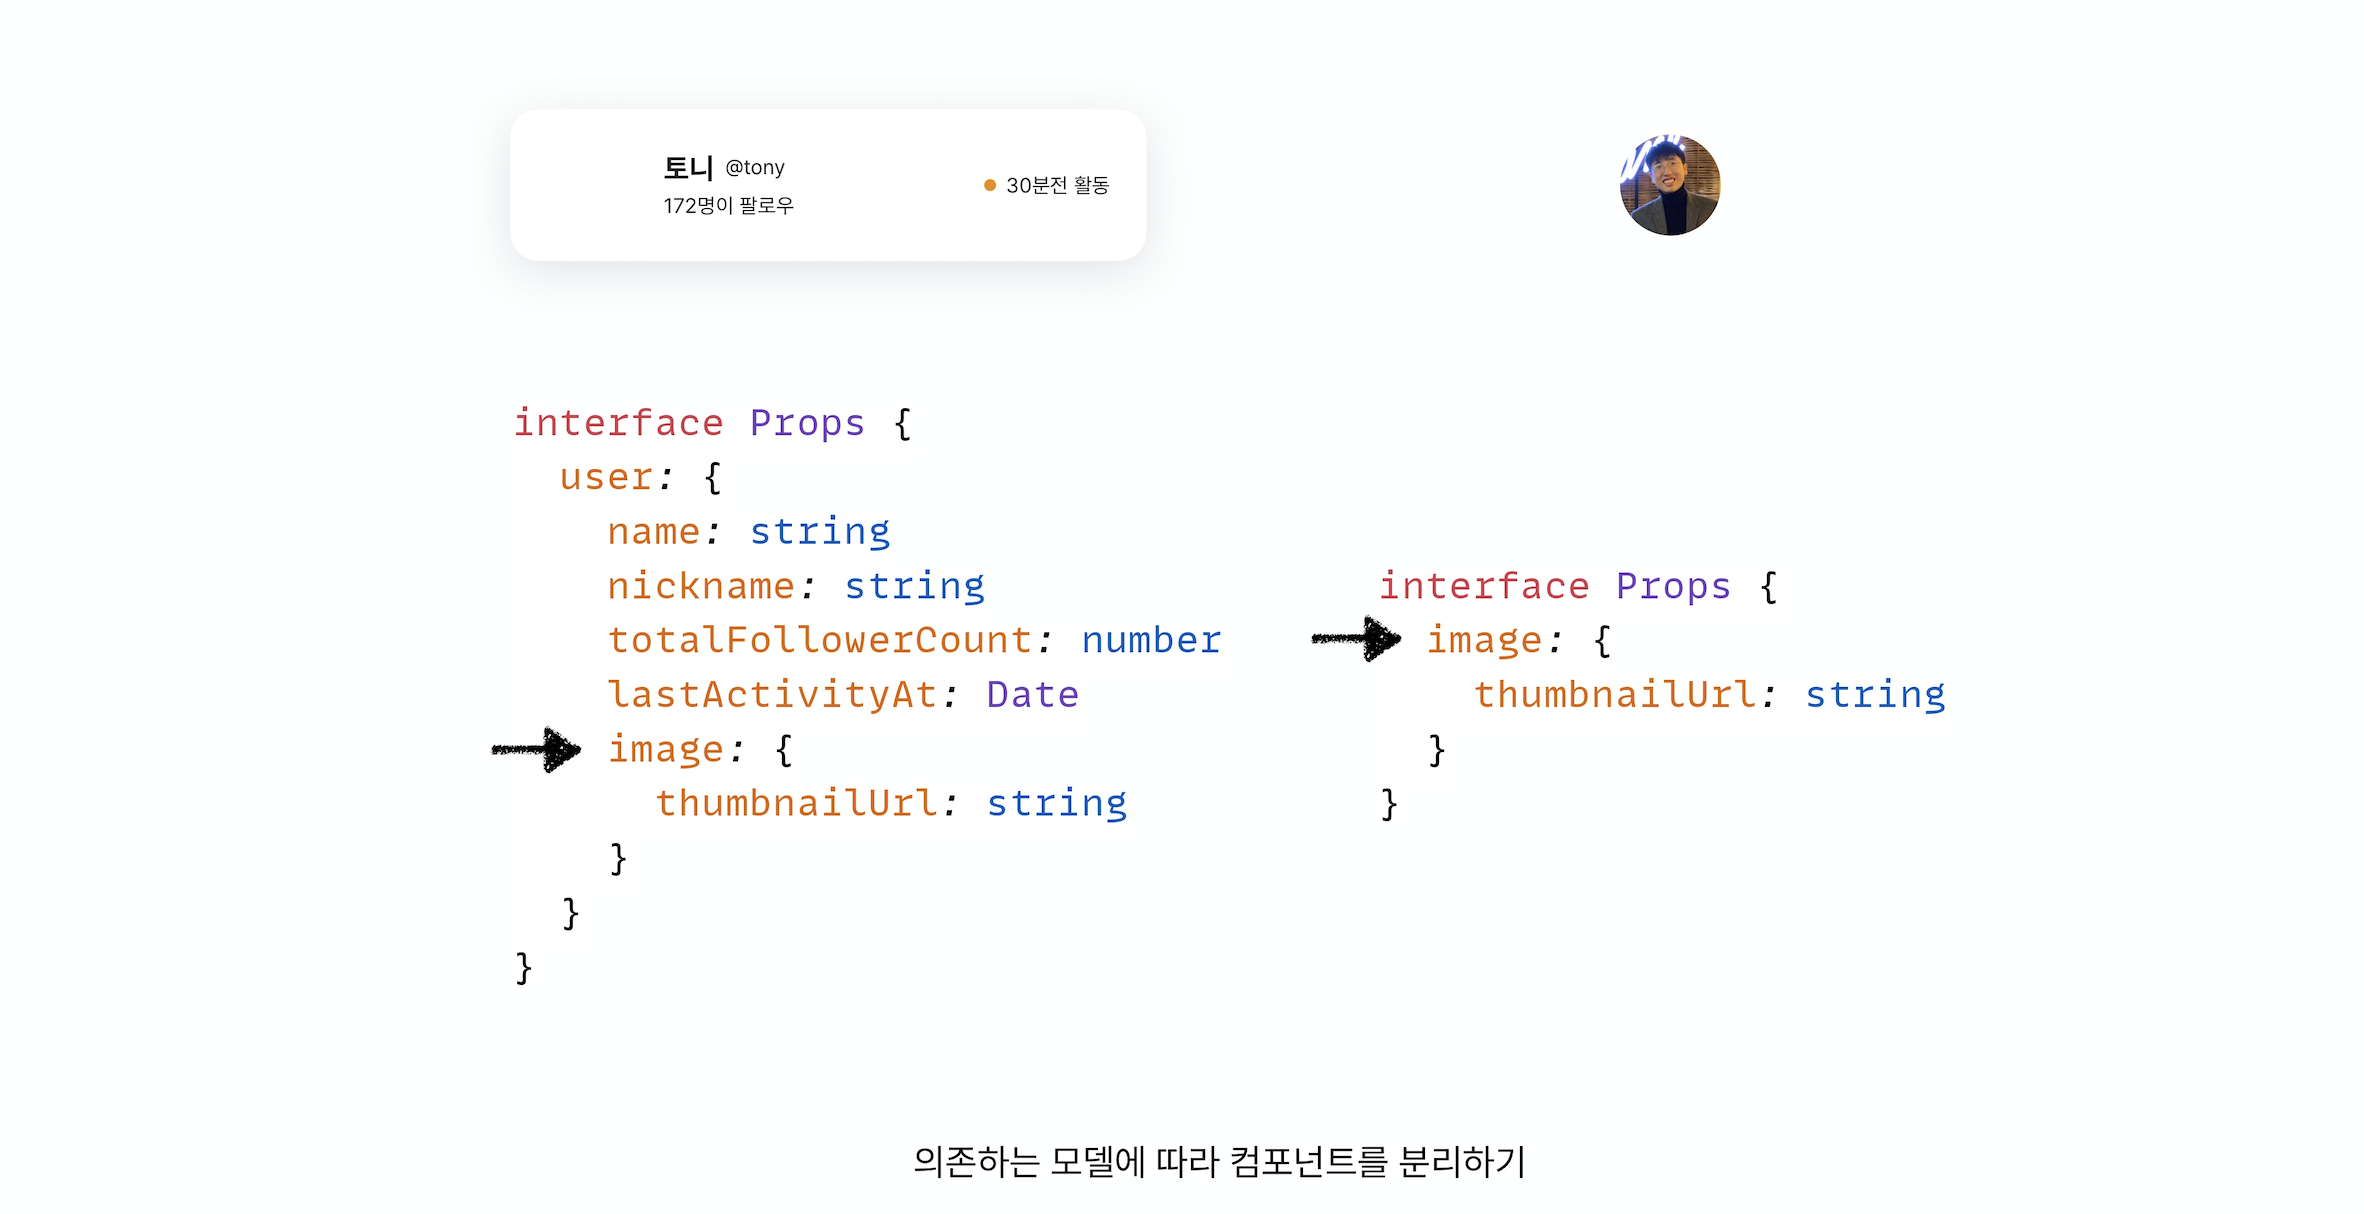 토니 @tony
172명이 팔로우
30분전 활동
interface Props {
  user: {
    name: string
    nickname: string
    totalFollowerCount: number
    lastActivityAt: Date
    image: {
      thumbnailUrl: string
    }
  }
}
interface Props {
  image: {
    thumbnailUrl: string
  }
}
의존하는 모델에 따라 컴포넌트를 분리하기